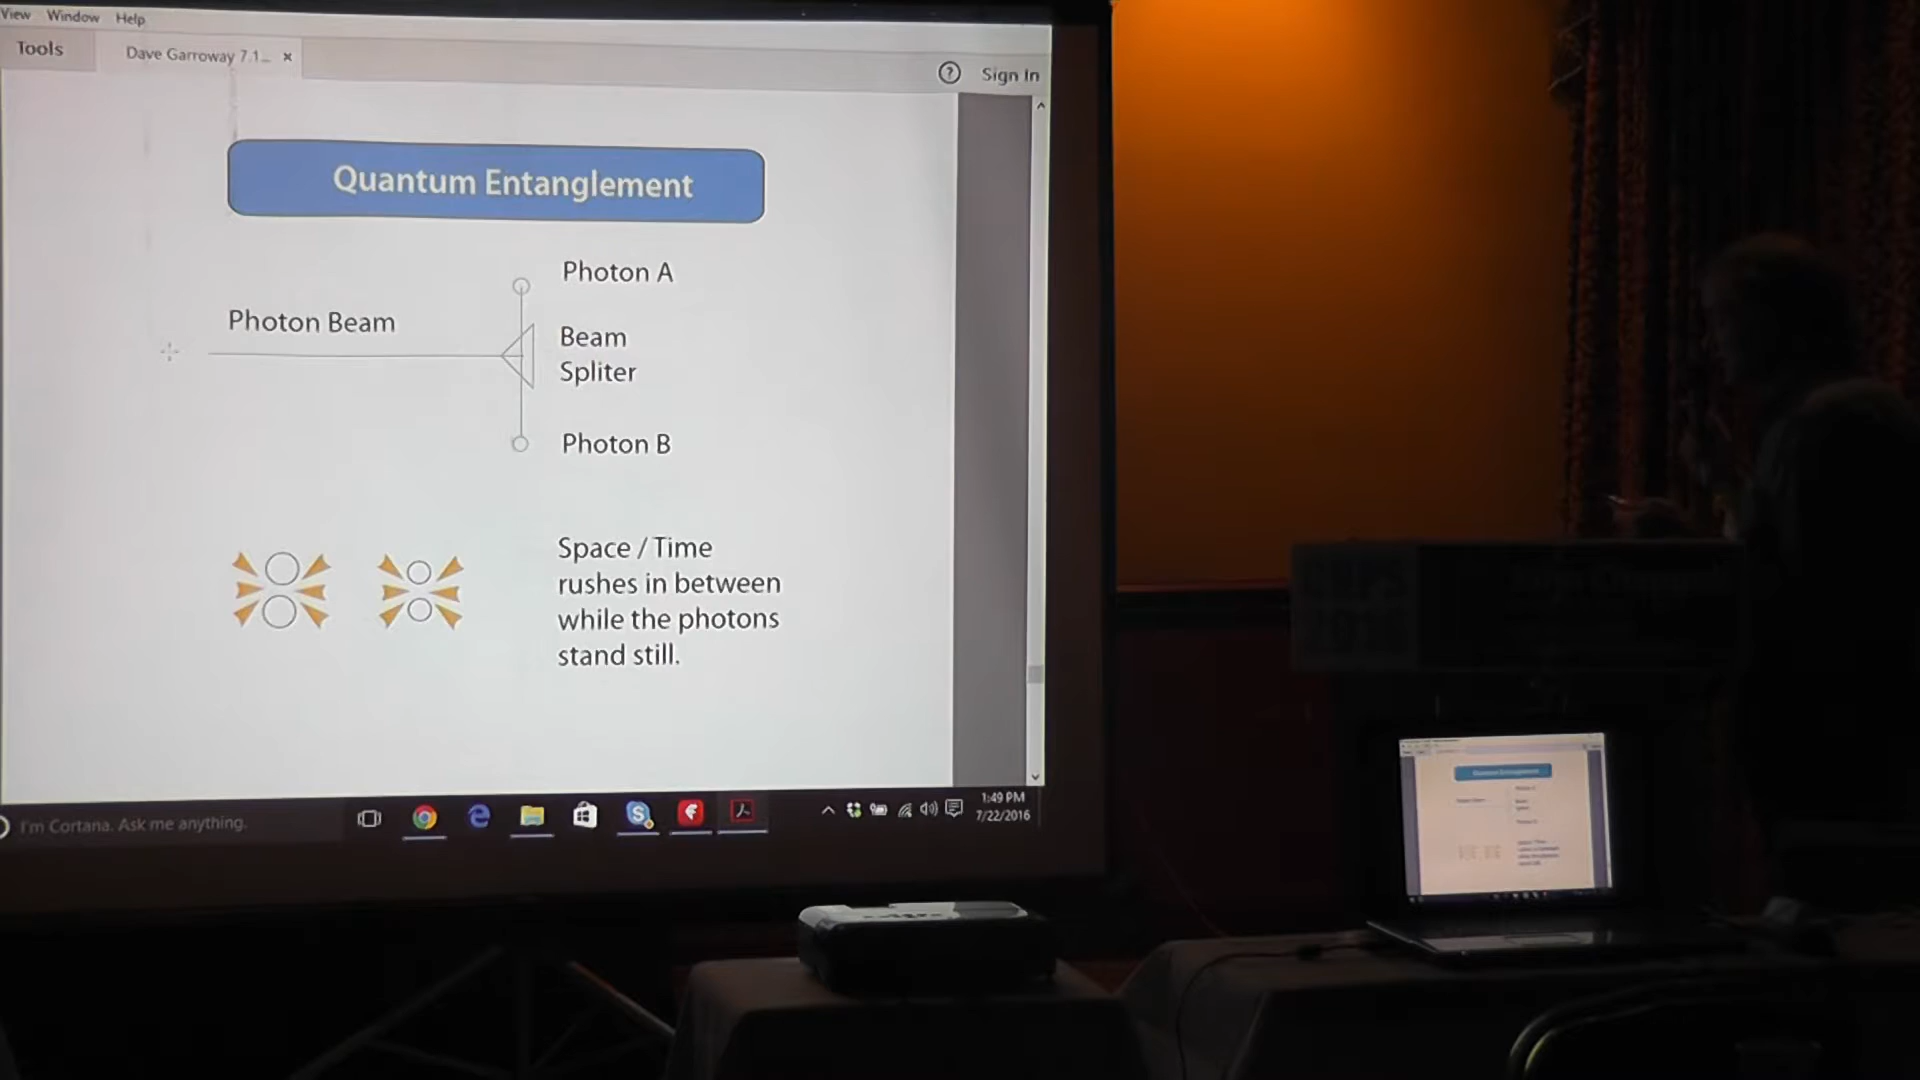 View Window Help
Tools
Dave Garroway 7.1...
Sign In
Quantum Entanglement
Photon A
Photon Beam
Beam
Spliter
Photon B
Space / Time
rushes in between
while the photons
stand still.
I'm Cortana. Ask me anything.
1:49 PM
7/22/2016
Quantum Entanglement